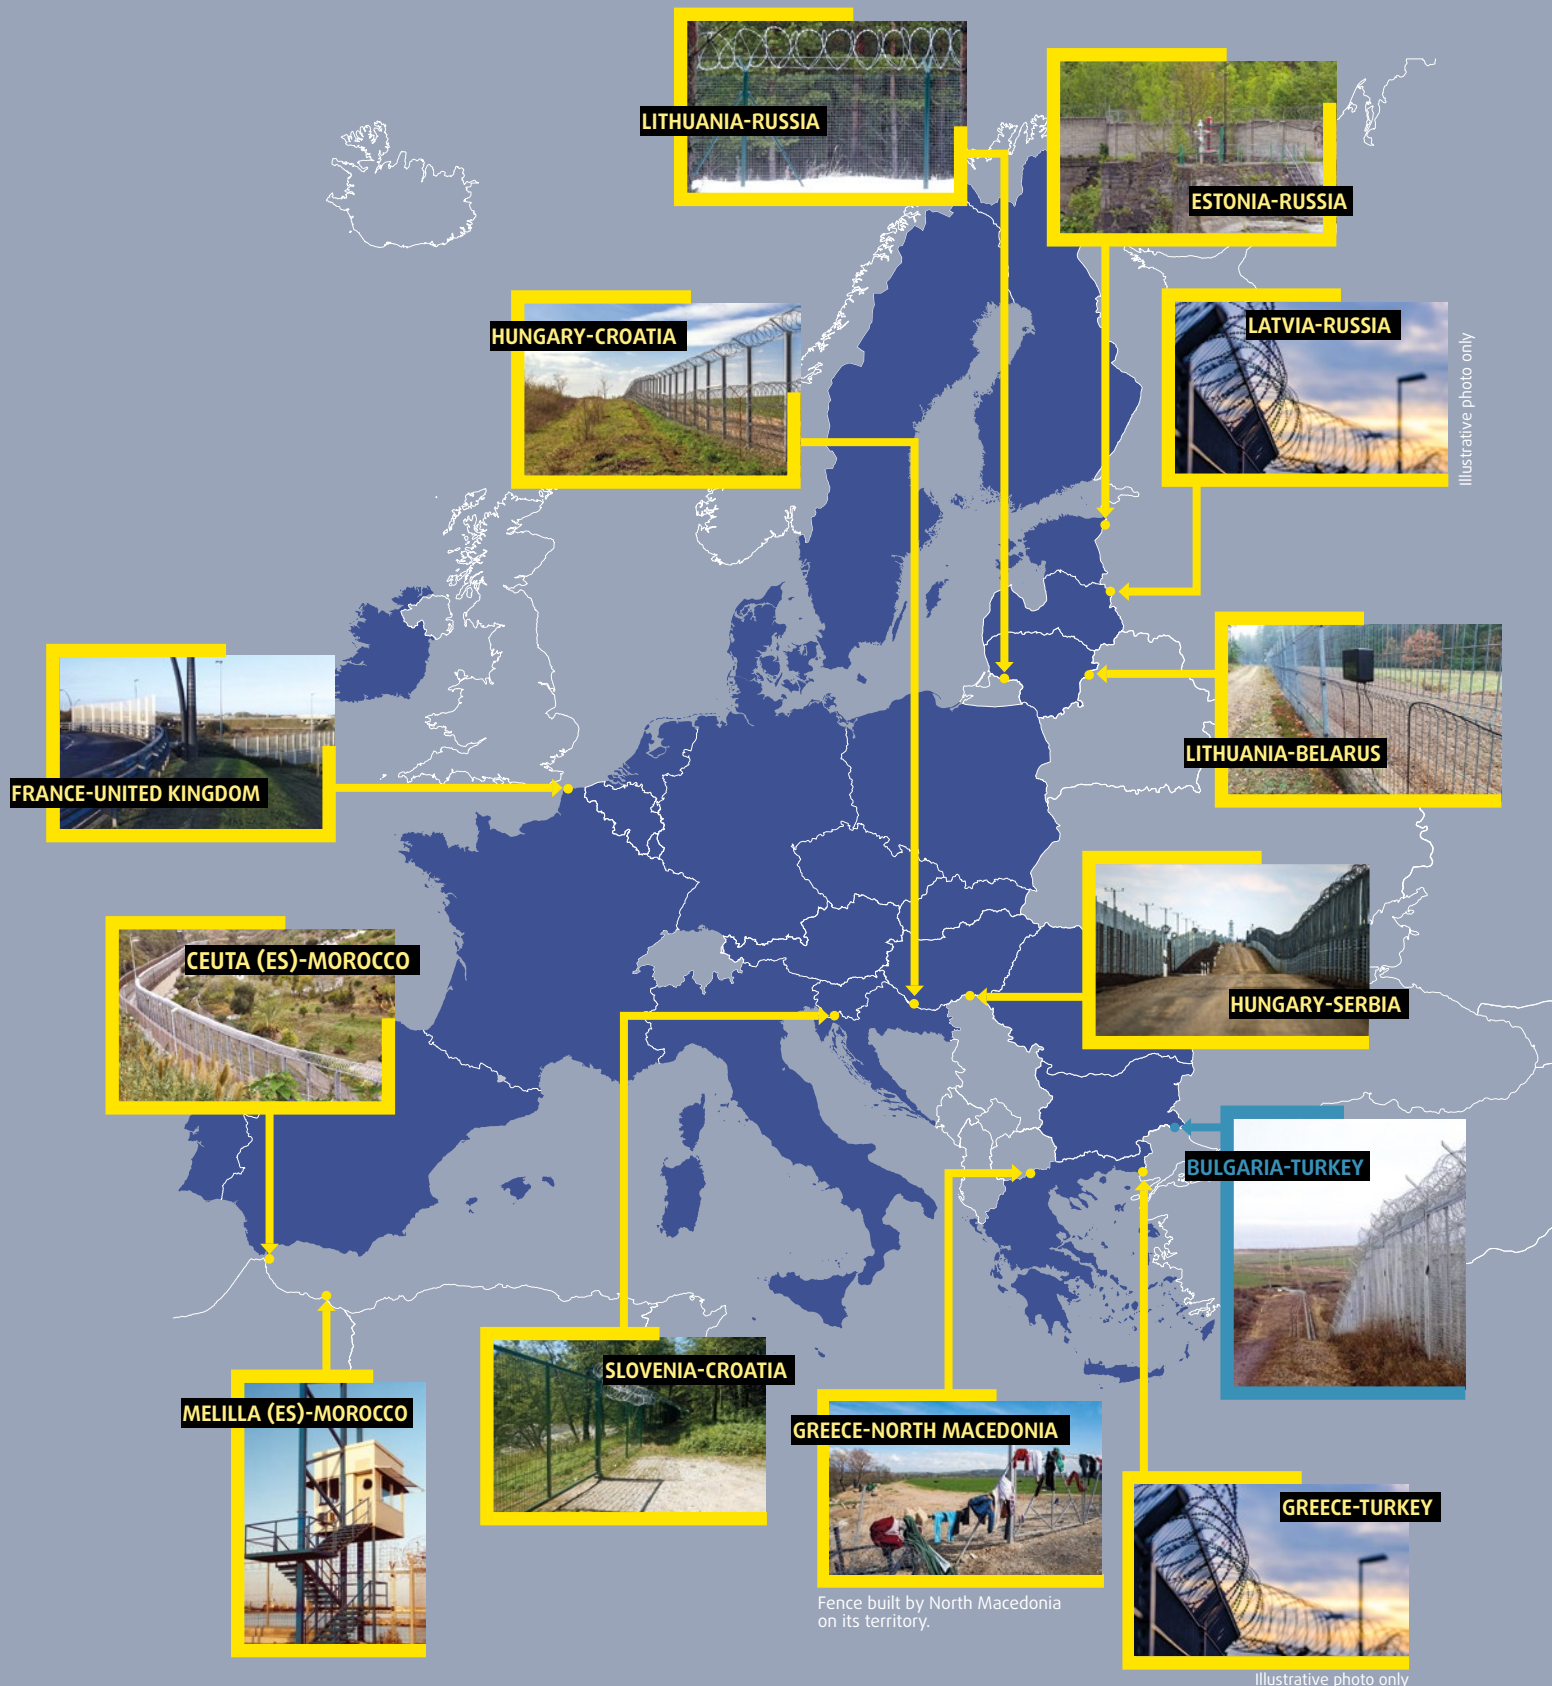 LITHUANIA-RUSSIA
ESTONIA-RUSSIA
HUNGARY-CROATIA
LATVIA-RUSSIA
Illustrative photo only
FRANCE-UNITED KINGDOM
LITHUANIA-BELARUS
CEUTA (ES)-MOROCCO
HUNGARY-SERBIA
BULGARIA-TURKEY
SLOVENIA-CROATIA
MELILLA (ES)-MOROCCO
GREECE-NORTH MACEDONIA
Fence built by North Macedonia
on its territory.
GREECE-TURKEY
Illustrative photo only